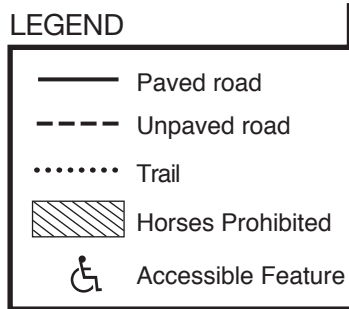 LEGEND
Paved road
Unpaved road
Trail
Horses Prohibited
Accessible Feature